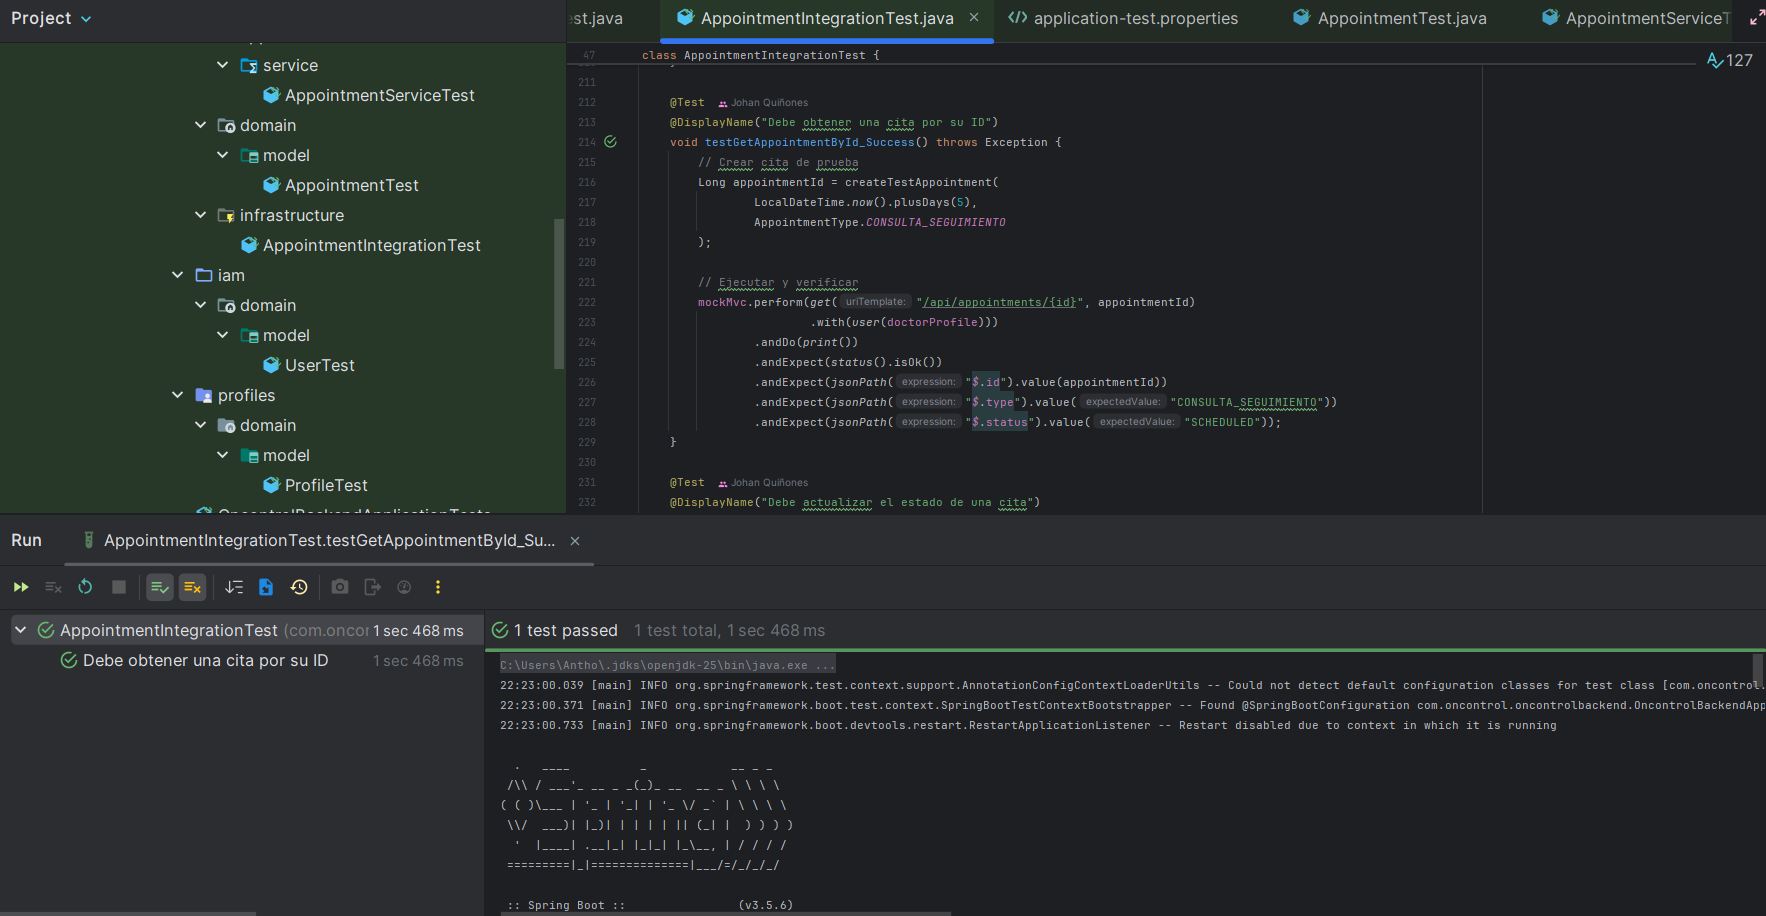 Project
est.java
AppointmentIntegrationTest.java
application-test.properties
AppointmentTest.java
AppointmentServiceT
service
AppointmentServiceTest
domain
model
AppointmentTest
infrastructure
AppointmentIntegrationTest
iam
domain
model
UserTest
profiles
domain
model
ProfileTest
OncontrolBackendApplicationTests
127
47 class AppointmentIntegrationTest {
211
212 @Test Johan Quiñones
213 @DisplayName("Debe obtener una cita por su ID")
214 void testGetAppointmentById_Success() throws Exception {
215 // Crear cita de prueba
216 Long appointmentId = createTestAppointment(
217 LocalDateTime.now().plusDays(5),
218 AppointmentType.CONSULTA_SEGUIMIENTO
219 );
220
221 // Ejecutar y verificar
222 mockMvc.perform(get( uriTemplate: "/api/appointments/{id}", appointmentId)
223 .with(user(doctorProfile)))
224 .andDo(print())
225 .andExpect(status().isOk())
226 .andExpect(jsonPath( expression: "$.id").value(appointmentId))
227 .andExpect(jsonPath( expression: "$.type").value( expectedValue: "CONSULTA_SEGUIMIENTO"))
228 .andExpect(jsonPath( expression: "$.status").value( expectedValue: "SCHEDULED"));
229 }
230
231 @Test Johan Quiñones
232 @DisplayName("Debe actualizar el estado de una cita")
Run
AppointmentIntegrationTest.testGetAppointmentById_Su...
AppointmentIntegrationTest (com.oncor 1 sec 468 ms
Debe obtener una cita por su ID 1 sec 468 ms
1 test passed 1 test total, 1 sec 468 ms
C:\Users\Antho\.jdks\openjdk-25\bin\java.exe ...
22:23:00.039 [main] INFO org.springframework.test.context.support.AnnotationConfigContextLoaderUtils -- Could not detect default configuration classes for test class [com.oncontrol.
22:23:00.371 [main] INFO org.springframework.boot.test.context.SpringBootTestContextBootstrapper -- Found @SpringBootConfiguration com.oncontrol.oncontrolbackend.OncontrolBackendApp
22:23:00.733 [main] INFO org.springframework.boot.devtools.restart.RestartApplicationListener -- Restart disabled due to context in which it is running
  .   ____          _            __ _ _
 /\\ / ___'_ __ _ _(_)_ __  __ _ \ \ \ \
( ( )\___ | '_ | '_| | '_ \/ _` | \ \ \ \
 \\/  ___)| |_)| | | | | || (_| |  ) ) ) )
  '  |____| .__|_| |_|_| |_\__, | / / / /
 =========|_|==============|___/=/_/_/_/
 :: Spring Boot ::                (v3.5.6)